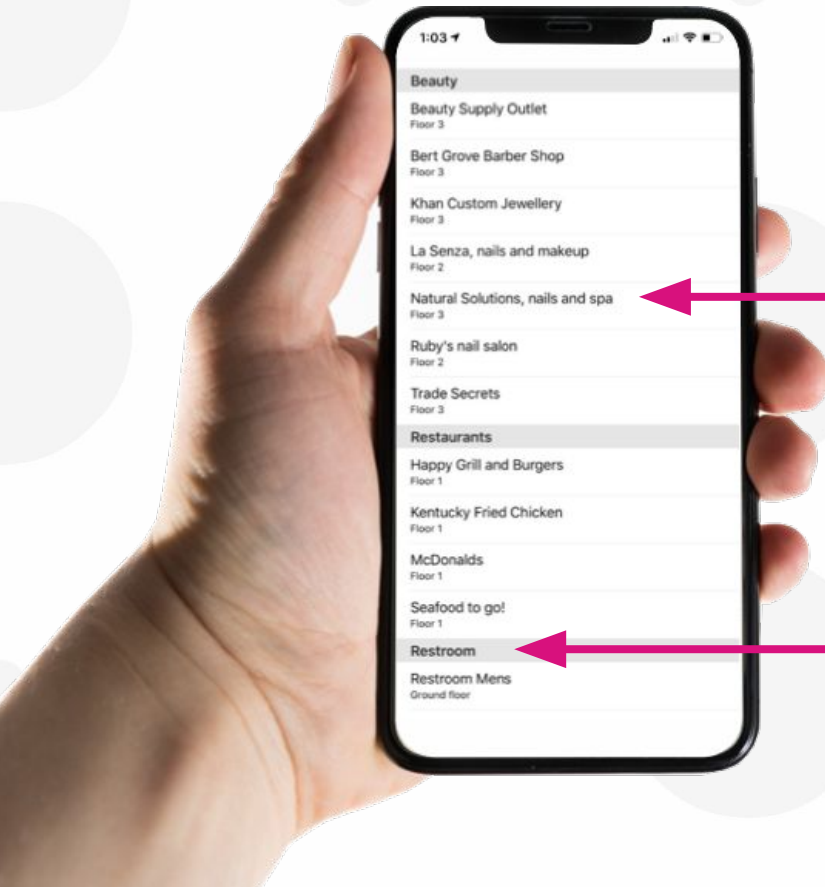 1:03
Beauty
Beauty Supply Outlet
Floor 3
Bert Grove Barber Shop
Floor 3
Khan Custom Jewellery
Floor 3
La Senza, nails and makeup
Floor 2
Natural Solutions, nails and spa
Floor 3
Ruby's nail salon
Floor 2
Trade Secrets
Floor 3
Restaurants
Happy Grill and Burgers
Floor 1
Kentucky Fried Chicken
Floor 1
McDonalds
Floor 1
Seafood to go!
Floor 1
Restroom
Restroom Mens
Ground floor